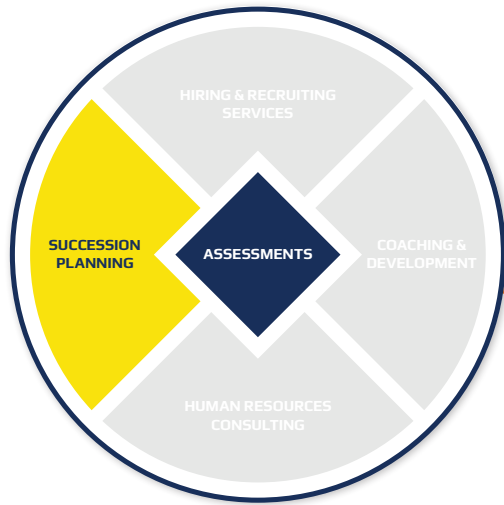 HIRING & RECRUITING
SERVICES
SUCCESSION
PLANNING
ASSESSMENTS
COACHING &
DEVELOPMENT
HUMAN RESOURCES
CONSULTING